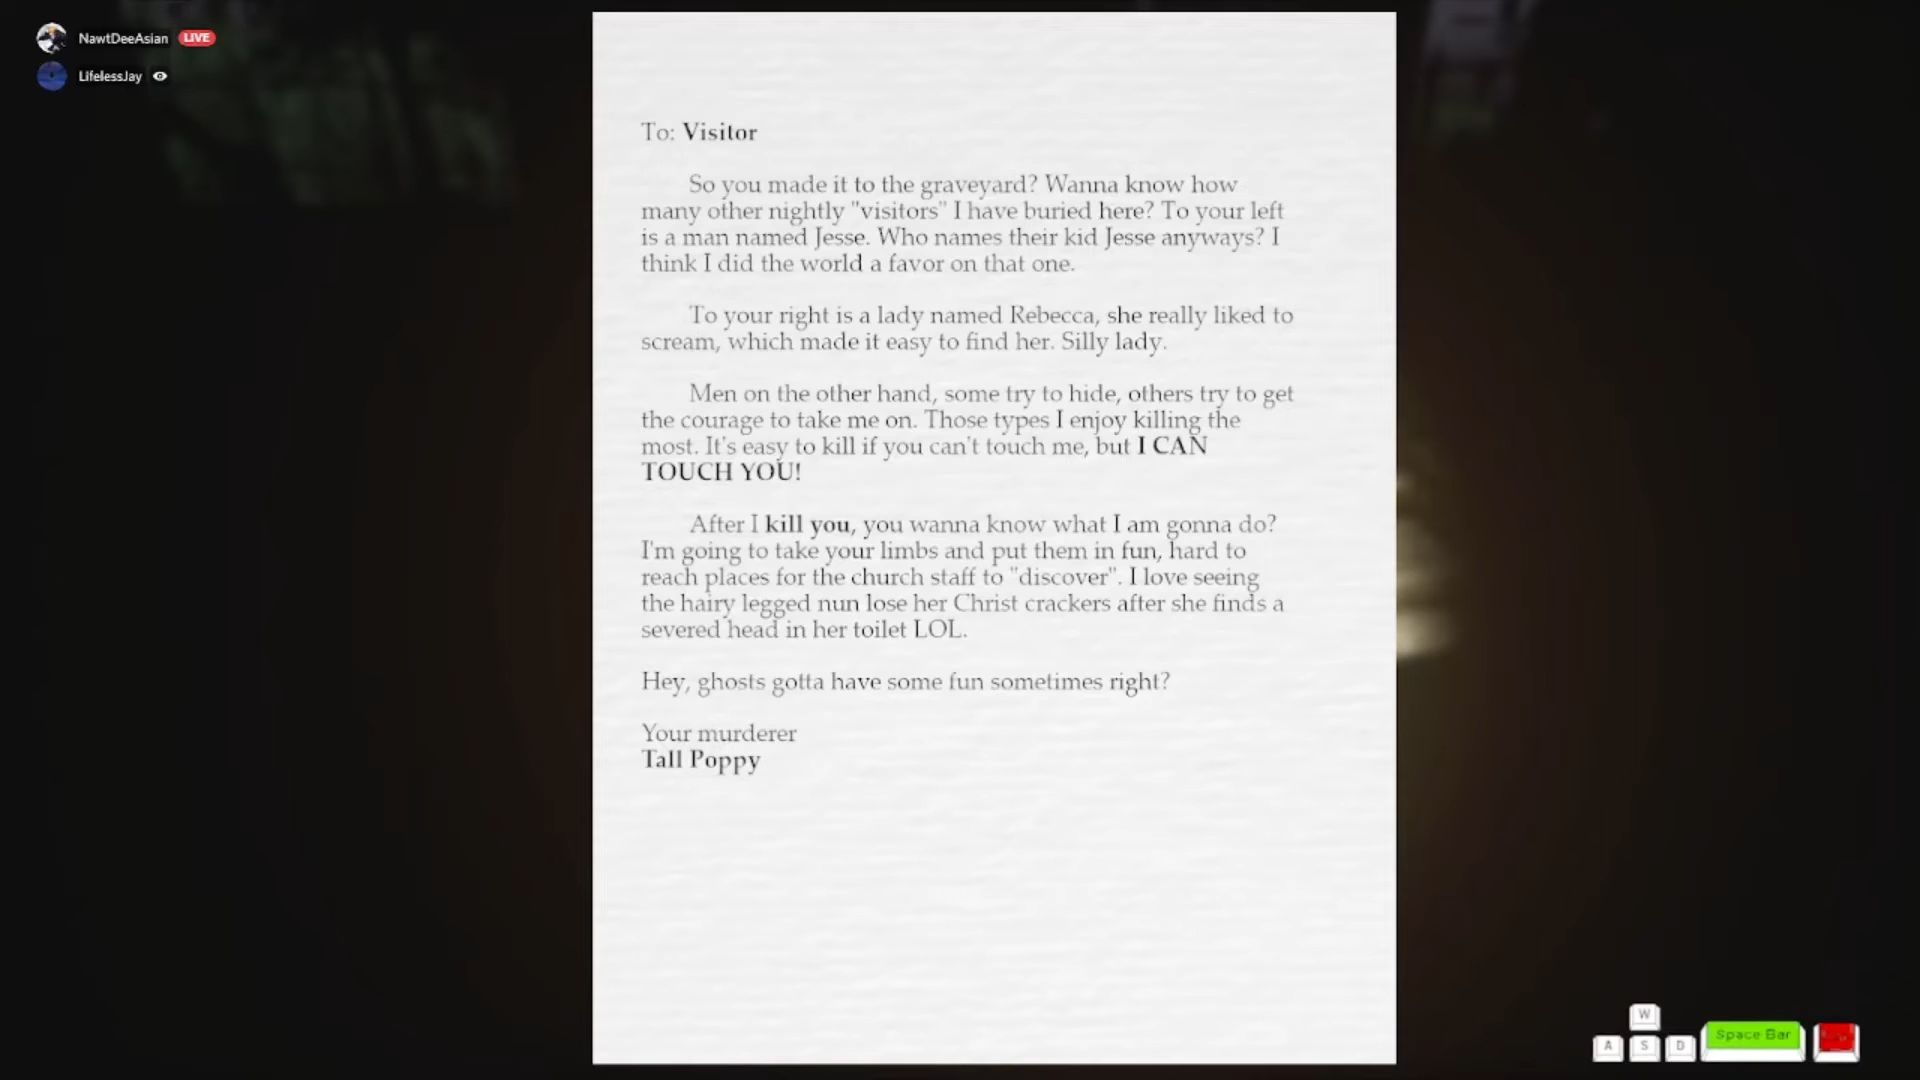 NawtDeeAsian LIVE
LifelessJay
To: Visitor
So you made it to the graveyard? Wanna know how
many other nightly "visitors" I have buried here? To your left
is a man named Jesse. Who names their kid Jesse anyways? I
think I did the world a favor on that one.
To your right is a lady named Rebecca, she really liked to
scream, which made it easy to find her. Silly lady.
Men on the other hand, some try to hide, others try to get
the courage to take me on. Those types I enjoy killing the
most. It's easy to kill if you can't touch me, but I CAN
TOUCH YOU!
After I kill you, you wanna know what I am gonna do?
I'm going to take your limbs and put them in fun, hard to
reach places for the church staff to "discover". I love seeing
the hairy legged nun lose her Christ crackers after she finds a
severed head in her toilet LOL.
Hey, ghosts gotta have some fun sometimes right?
Your murderer
Tall Poppy
W
A S D Space Bar